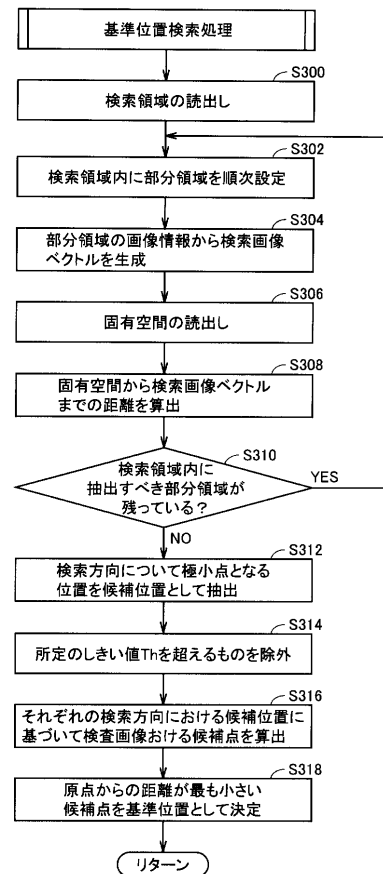 基準位置検索処理
S300
検索領域の読出し
S302
検索領域内に部分領域を順次設定
S304
部分領域の画像情報から検索画像
ベクトルを生成
S306
固有空間の読出し
S308
固有空間から検索画像ベクトル
までの距離を算出
S310
検索領域内に
抽出すべき部分領域が
残っている？
YES
NO
S312
検索方向について極小点となる
位置を候補位置として抽出
S314
所定のしきい値Thを超えるものを除外
S316
それぞれの検索方向における候補位置に
基づいて検査画像おける候補点を算出
S318
原点からの距離が最も小さい
候補点を基準位置として決定
リターン